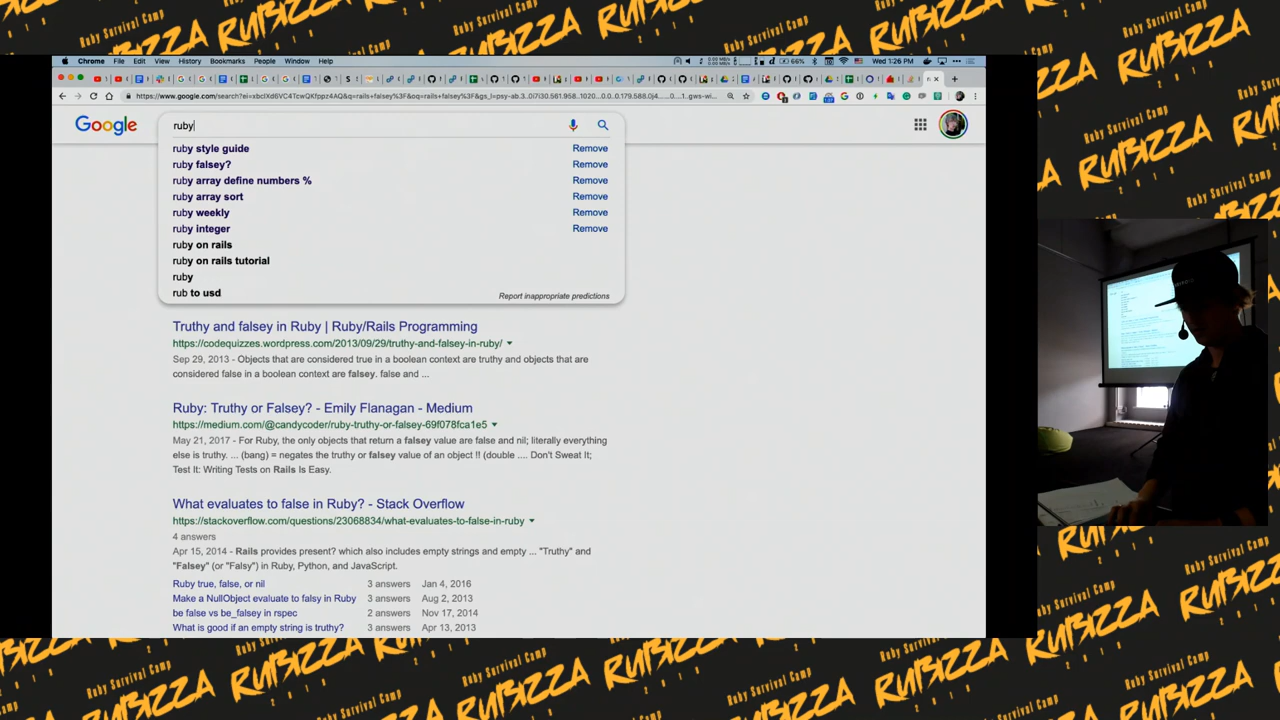 Ruby Survival Camp
RUBIZZA
2019
Chrome File Edit View History Bookmarks People Window Help
66% Wed 1:26 PM
Google
ruby
ruby style guide Remove
ruby falsey? Remove
ruby array define numbers % Remove
ruby array sort Remove
ruby weekly Remove
ruby integer Remove
ruby on rails
ruby on rails tutorial
ruby
rub to usd
Report inappropriate predictions
Truthy and falsey in Ruby | Ruby/Rails Programming
https://codequizzes.wordpress.com/2013/09/29/truthy-and-falsey-in-ruby/
Sep 29, 2013 - Objects that are considered true in a boolean context are truthy and objects that are
considered false in a boolean context are falsey. false and ...
Ruby: Truthy or Falsey? - Emily Flanagan - Medium
https://medium.com/@candycoder/ruby-truthy-or-falsey-69f078fca1e5
May 21, 2017 - For Ruby, the only objects that return a falsey value are false and nil; literally everything
else is truthy. ... (bang) = negates the truthy or falsey value of an object !! (double .... Don't Sweat It;
Test It: Writing Tests on Rails Is Easy.
What evaluates to false in Ruby? - Stack Overflow
https://stackoverflow.com/questions/23068834/what-evaluates-to-false-in-ruby
4 answers
Apr 15, 2014 - Rails provides present? which also includes empty strings and empty ... "Truthy" and
"Falsey" (or "Falsy") in Ruby, Python, and JavaScript.
Ruby true, false, or nil 3 answers Jan 4, 2016
Make a NullObject evaluate to falsy in Ruby 3 answers Aug 2, 2013
be false vs be_falsey in rspec 2 answers Nov 17, 2014
What is good if an empty string is truthy? 3 answers Apr 13, 2013